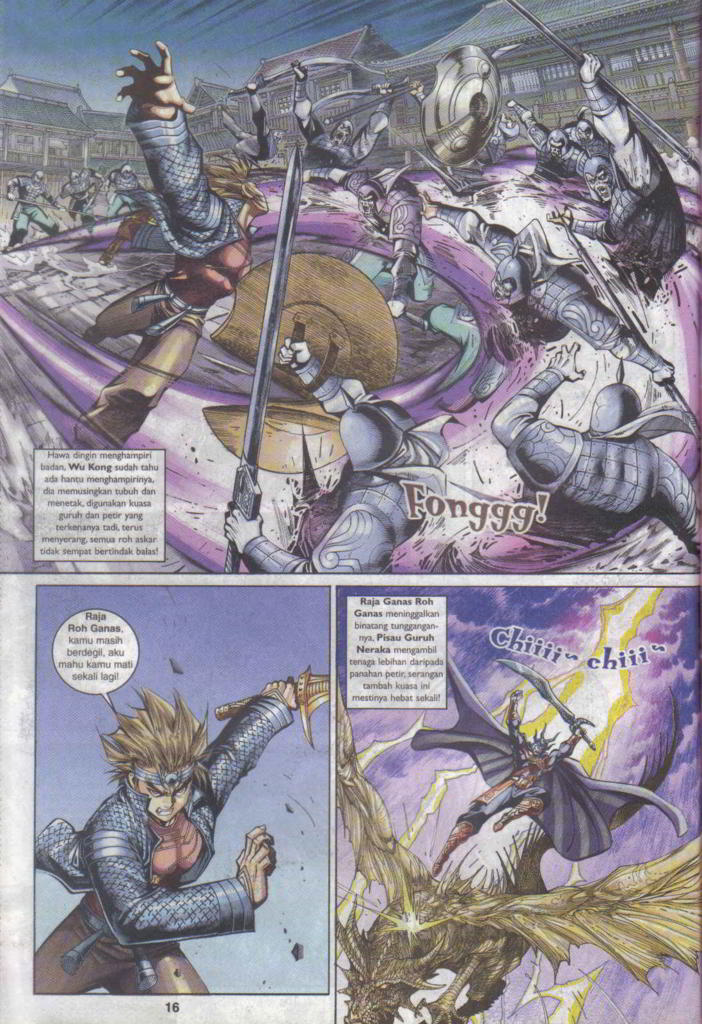 Hawa dingin menghampiri
badan, Wu Kong sudah tahu
ada hantu menghampirinya,
dia memusingkan tubuh dan
menetak, digunakan kuasa
guruh dan petir yang
terkenanya tadi, terus
menyerang, semua roh askar
tidak sempat bertindak balas!
Fonggg!
Raja
Roh Ganas,
kamu masih
berdegil, aku
mahu kamu mati
sekali lagi!
Raja Ganas Roh
Ganas meninggalkan
binatang tunggangan-
nya, Pisau Guruh
Neraka mengambil
tenaga lebihan daripada
panahan petir, serangan
tambah kuasa ini
mestinya hebat sekali!
Chiiii~ chiii~
16